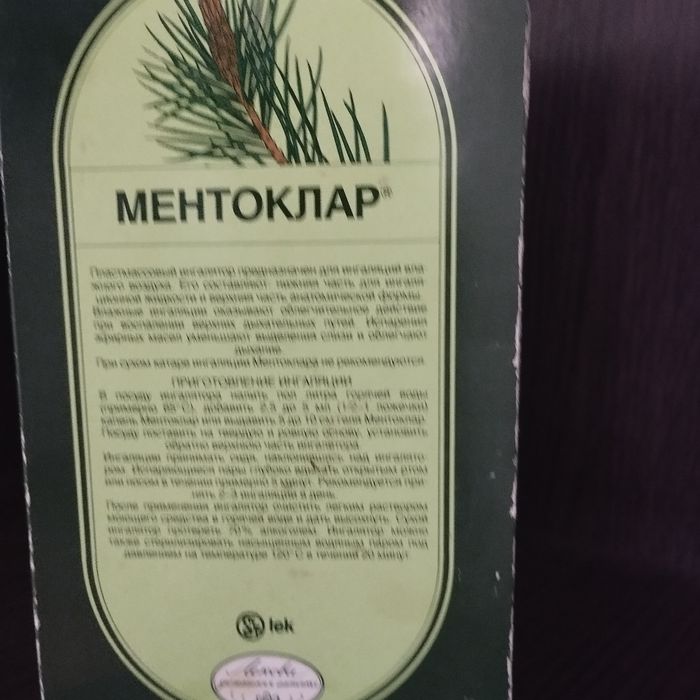 МЕНТОКЛАР®
Пластмассовый ингалятор предназначен для ингаляций влажного
воздуха. Его составляют: нижняя часть для ингаляционной
жидкости и верхняя часть анатомической формы.
Влажные ингаляции оказывают облегчительное действие
при воспалении верхних дыхательных путей. Испарения
эфирных масел уменьшают выделения слизи и облегчают
дыхание.
При сухом катаре ингаляции Ментоклара не рекомендуются.
ПРИГОТОВЛЕНИЕ ИНГАЛЯЦИИ
В посуду ингалятора налить пол литра горячей воды
(примерно 65°C), добавить 2,5 до 5 мл (1/2-1 ложечки)
капель Ментоклар или выдавить 5 до 10 см геля Ментоклар.
Посуду поставить на твердую и ровную основу, установить
обратно верхнюю часть ингалятора.
Ингаляции принимать сидя, наклонившись над ингалятором.
Испаряющиеся пары глубоко вдыхать открытым ртом
или носом в течении примерно 5 минут. Рекомендуется
2–3 ингаляции в день.
После применения ингалятор очистить легким раствором
моющего средства в горячей воде и дать высохнуть. Сухой
ингалятор протереть 70% алкоголем. Ингалятор можно
также стерилизовать насыщенным водяным паром под
давлением на температуре 120°C в течении 20 минут.
lek